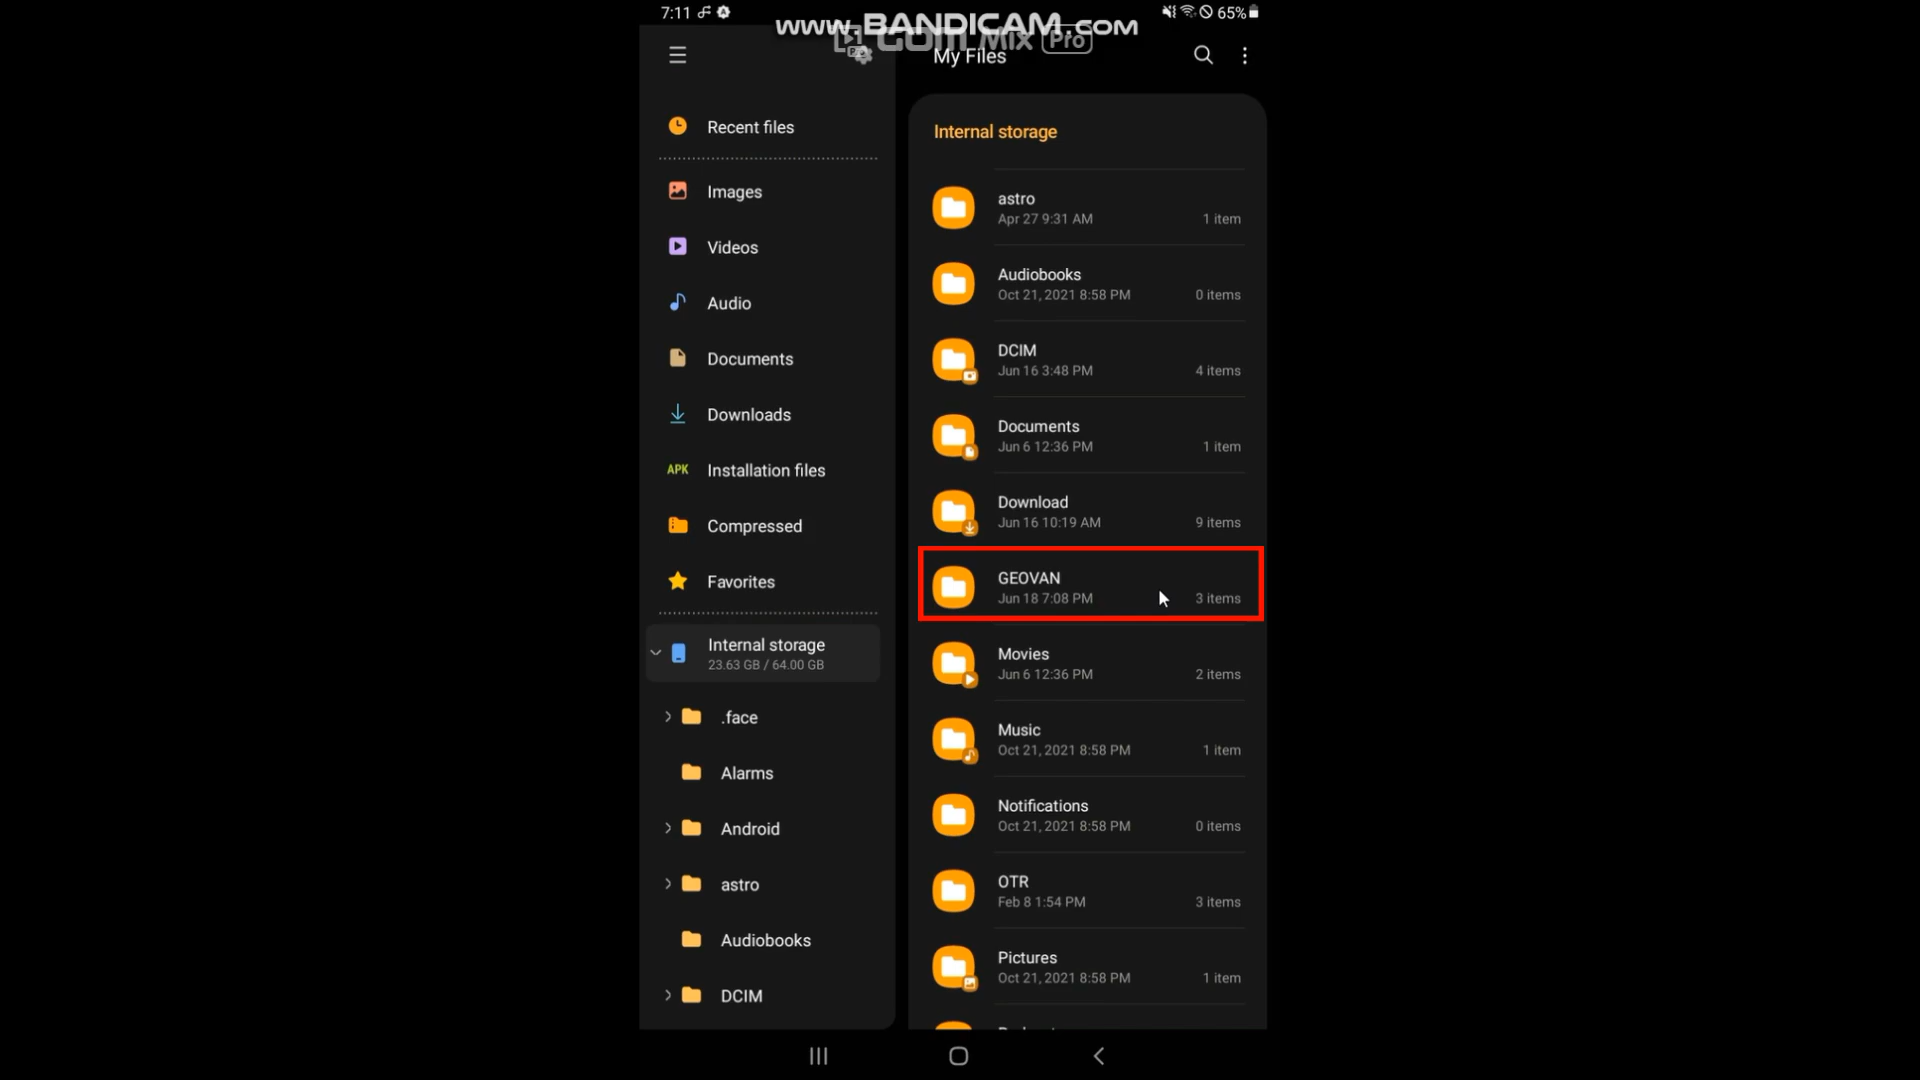 7:11
65%
www.BANDICAM.com
GOM Mix Pro
My Files
Recent files
Images
Videos
Audio
Documents
Downloads
APK Installation files
Compressed
Favorites
Internal storage
23.63 GB / 64.00 GB
.face
Alarms
Android
astro
Audiobooks
DCIM
Internal storage
astro
Apr 27 9:31 AM 1 item
Audiobooks
Oct 21, 2021 8:58 PM 0 items
DCIM
Jun 16 3:48 PM 4 items
Documents
Jun 6 12:36 PM 1 item
Download
Jun 16 10:19 AM 9 items
GEOVAN
Jun 18 7:08 PM 3 items
Movies
Jun 6 12:36 PM 2 items
Music
Oct 21, 2021 8:58 PM 1 item
Notifications
Oct 21, 2021 8:58 PM 0 items
OTR
Feb 8 1:54 PM 3 items
Pictures
Oct 21, 2021 8:58 PM 1 item